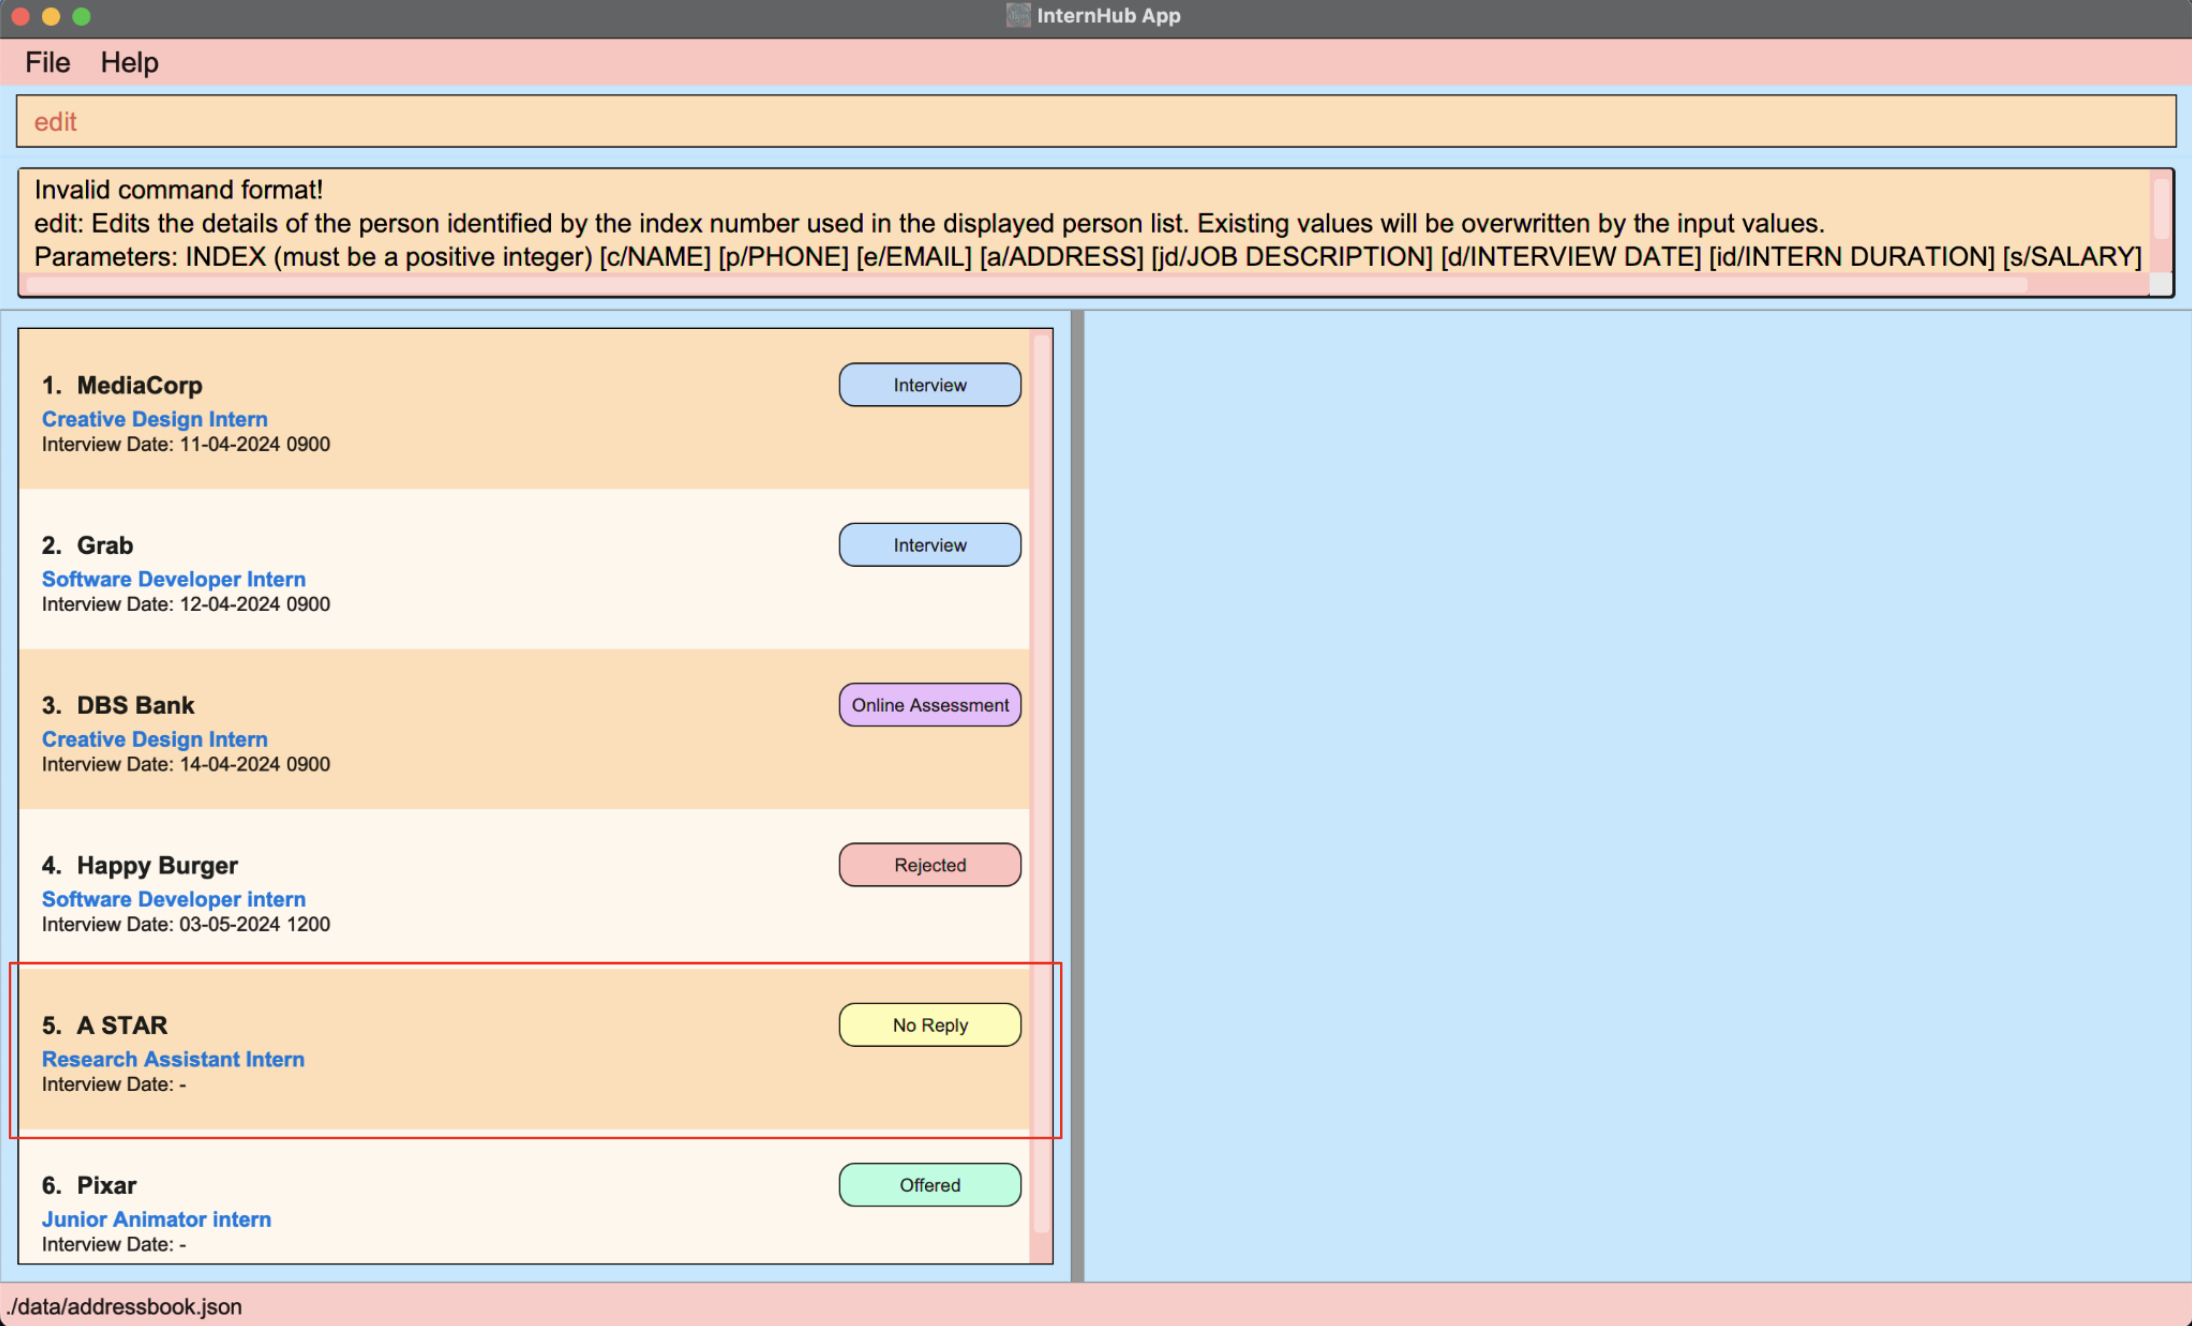 InternHub App
File Help
edit
Invalid command format!
edit: Edits the details of the person identified by the index number used in the displayed person list. Existing values will be overwritten by the input values.
Parameters: INDEX (must be a positive integer) [c/NAME] [p/PHONE] [e/EMAIL] [a/ADDRESS] [jd/JOB DESCRIPTION] [d/INTERVIEW DATE] [id/INTERN DURATION] [s/SALARY]
1. MediaCorp
Interview
Creative Design Intern
Interview Date: 11-04-2024 0900
2. Grab
Interview
Software Developer Intern
Interview Date: 12-04-2024 0900
3. DBS Bank
Online Assessment
Creative Design Intern
Interview Date: 14-04-2024 0900
4. Happy Burger
Rejected
Software Developer intern
Interview Date: 03-05-2024 1200
5. A STAR
No Reply
Research Assistant Intern
Interview Date: -
6. Pixar
Offered
Junior Animator intern
Interview Date: -
./data/addressbook.json